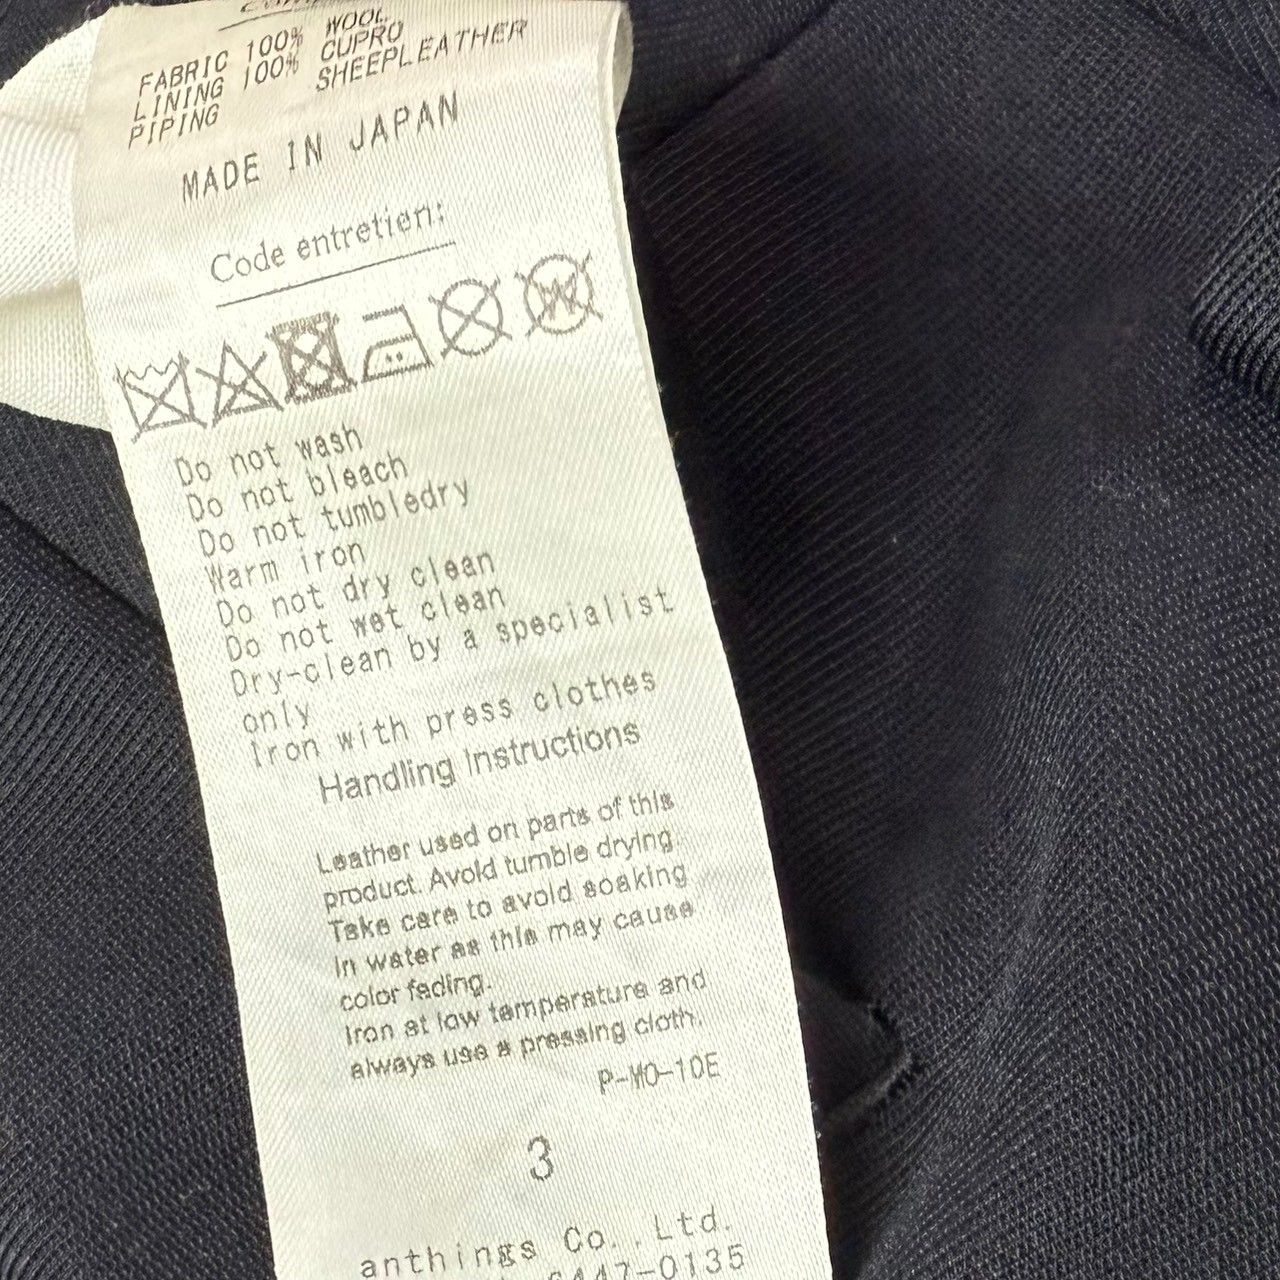 FABRIC 100% WOOL
LINING 100% CUPRO
PIPING SHEEPLEATHER
MADE IN JAPAN
Code entretien:
W
Do not wash
Do not bleach
Do not tumbledry
Warm iron
Do not dry clean
Do not wet clean
Dry-clean by a specialist
only
Iron with press clothes
Handling Instructions
Leather used on parts of this
product. Avoid tumble drying.
Take care to avoid soaking
in water as this may cause
color fading.
Iron at low temperature and
always use a pressing cloth.
P-MO-10E
3
anthings Co., Ltd.
6447-0135